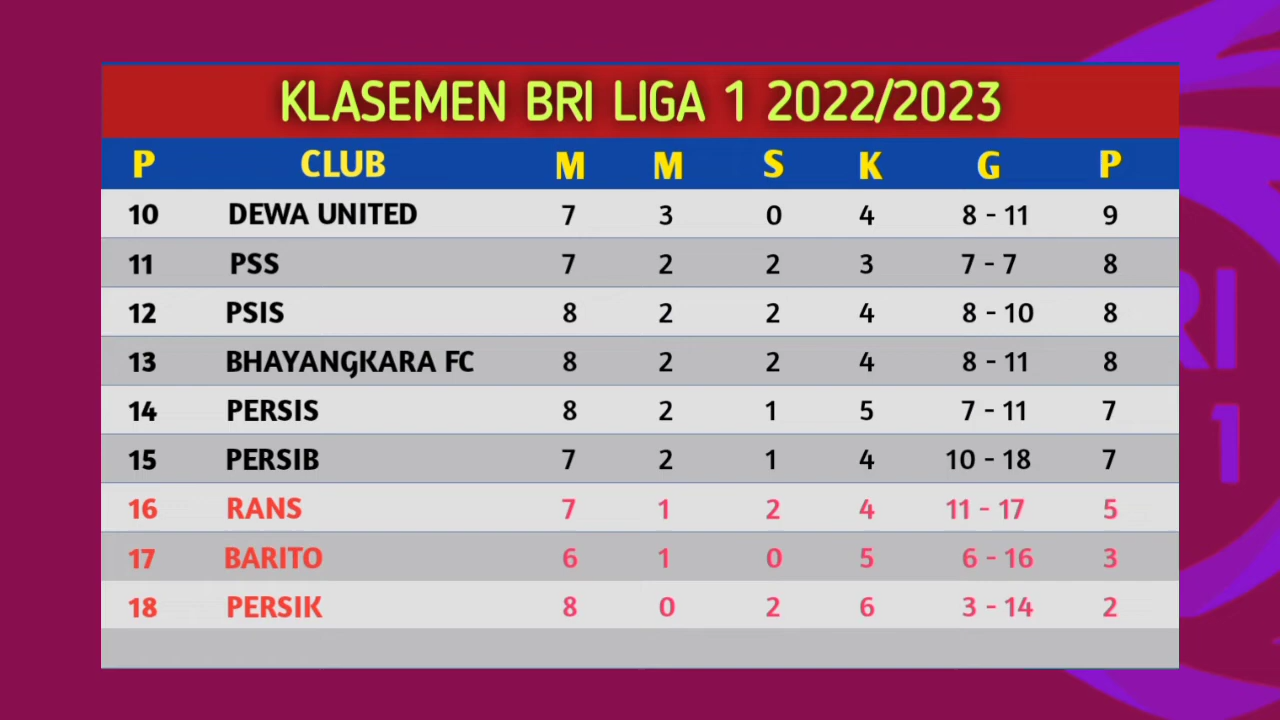 KLASEMEN BRI LIGA 1 2022/2023
P CLUB M M S K G P
10 DEWA UNITED 7 3 0 4 8 - 11 9
11 PSS 7 2 2 3 7 - 7 8
12 PSIS 8 2 2 4 8 - 10 8
13 BHAYANGKARA FC 8 2 2 4 8 - 11 8
14 PERSIS 8 2 1 5 7 - 11 7
15 PERSIB 7 2 1 4 10 - 18 7
16 RANS 7 1 2 4 11 - 17 5
17 BARITO 6 1 0 5 6 - 16 3
18 PERSIK 8 0 2 6 3 - 14 2
RI
1